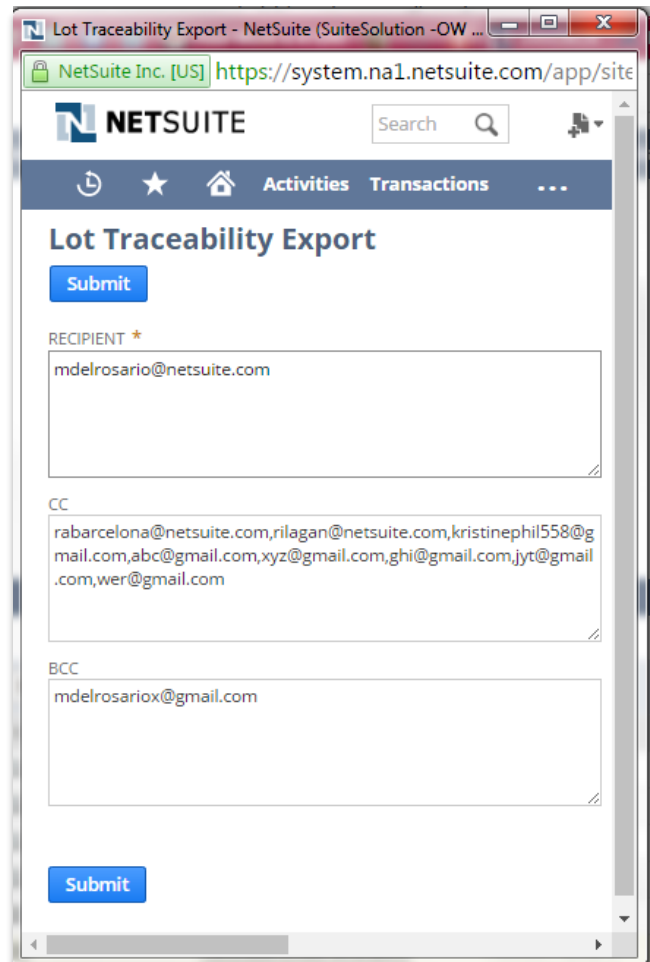 Lot Traceability Export - NetSuite (SuiteSolution -OW ...
NetSuite Inc. [US] https://system.na1.netsuite.com/app/site
NETSUITE
Search
Activities Transactions ...
Lot Traceability Export
Submit
RECIPIENT *
mdelrosario@netsuite.com
CC
rabarcelona@netsuite.com,rilagan@netsuite.com,kristinephil558@g
mail.com,abc@gmail.com,xyz@gmail.com,ghi@gmail.com,jyt@gmail
.com,wer@gmail.com
BCC
mdelrosariox@gmail.com
Submit